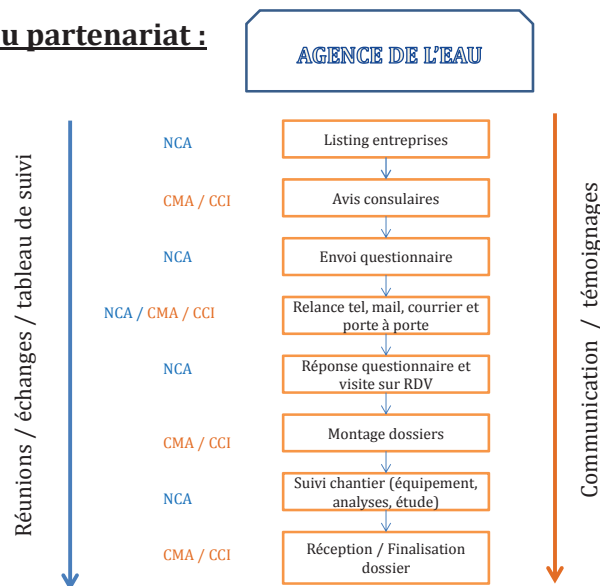 u partenariat :
AGENCE DE L'EAU
Réunions / échanges / tableau de suivi
Communication / témoignages
NCA
Listing entreprises
CMA / CCI
Avis consulaires
NCA
Envoi questionnaire
NCA / CMA / CCI
Relance tel, mail, courrier et
porte à porte
NCA
Réponse questionnaire et
visite sur RDV
CMA / CCI
Montage dossiers
NCA
Suivi chantier (équipement,
analyses, étude)
CMA / CCI
Réception / Finalisation
dossier